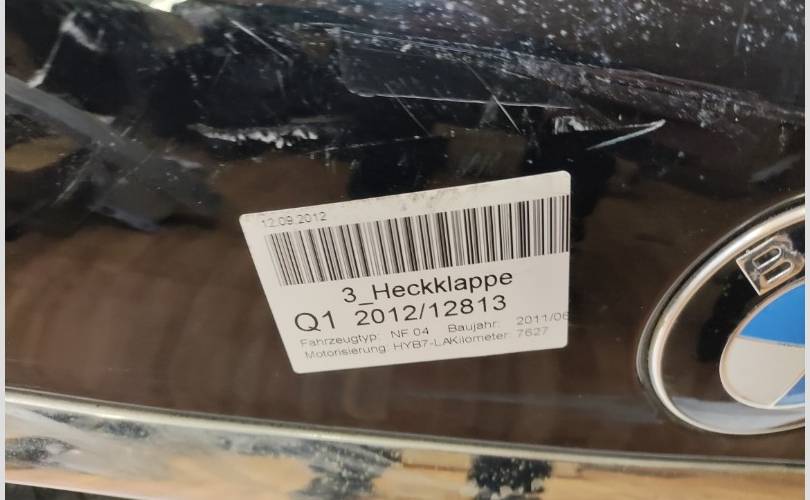 12.09.2012
3_Heckklappe
Q1 2012/12813
Fahrzeugtyp: NF 04 Baujahr: 2011/06
Motorisierung: HYB7-LAKilometer: 7627
B